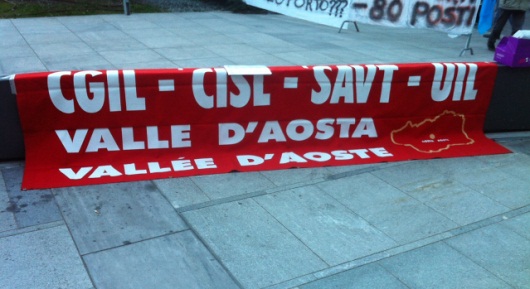 -80 POSTI
CGIL - CISL - SAVT - UIL
VALLE D'AOSTA
VALLÉE D'AOSTE